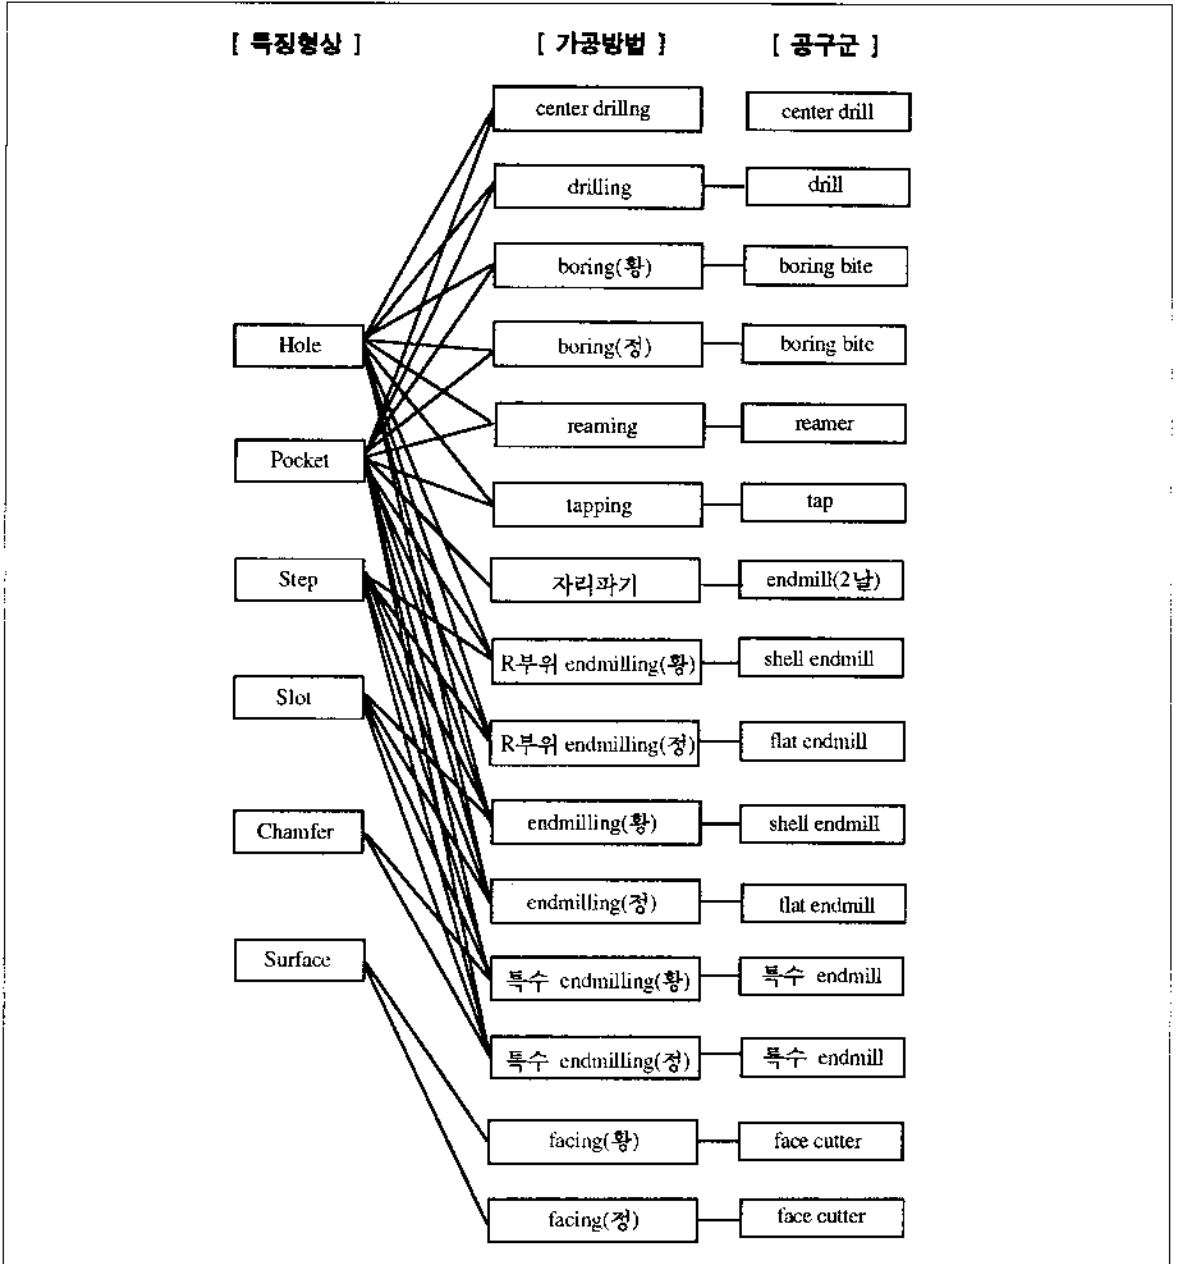 [ 특징형상 ]
[ 가공방법 ]
[ 공구군 ]
center drillng
center drill
drilling
drill
boring(황)
boring bite
Hole
boring(정)
boring bite
reaming
reamer
Pocket
tapping
tap
Step
자리파기
endmill(2날)
R부위 endmilling(황)
shell endmill
Slot
R부위 endmilling(정)
flat endmill
Chamfer
endmilling(황)
shell endmill
endmilling(정)
flat endmill
Surface
특수 endmilling(황)
특수 endmill
특수 endmilling(정)
특수 endmill
facing(황)
face cutter
facing(정)
face cutter